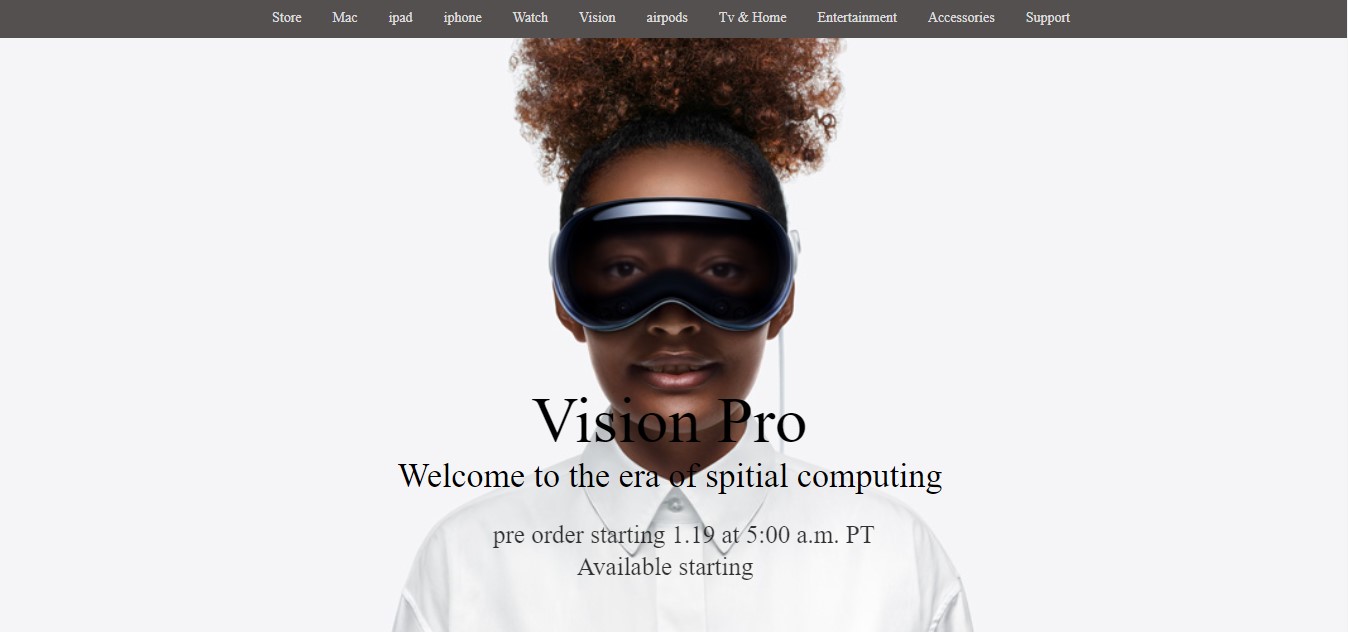 Store Mac ipad iphone Watch Vision airpods Tv & Home Entertainment Accessories Support
Vision Pro
Welcome to the era of spitial computing
pre order starting 1.19 at 5:00 a.m. PT
Available starting